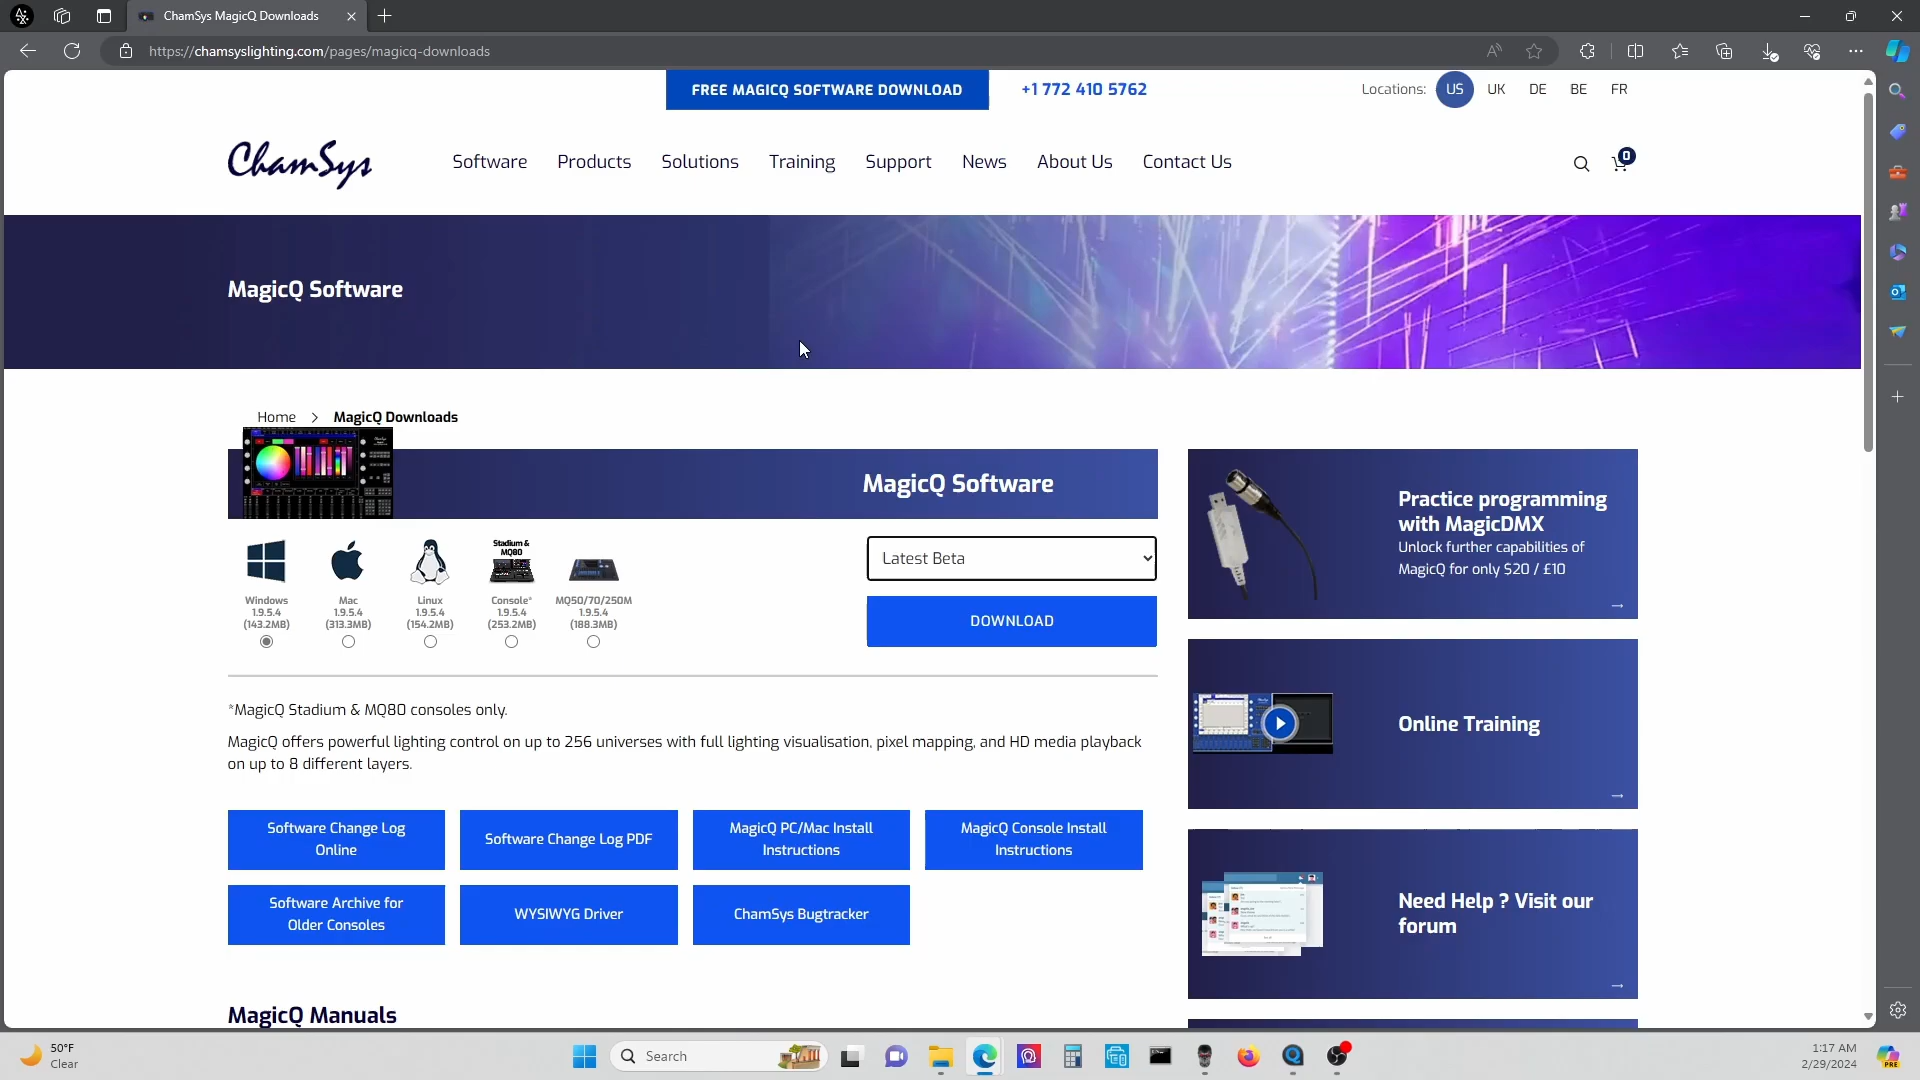 ChamSys MagicQ Downloads
https://chamsyslighting.com/pages/magicq-downloads
FREE MAGICQ SOFTWARE DOWNLOAD
+1 772 410 5762
Locations: US UK DE BE FR
ChamSys
Software Products Solutions Training Support News About Us Contact Us
0
MagicQ Software
Home > MagicQ Downloads
MagicQ Software
Stadium & MQ80
Windows 1.9.5.4 (143.2MB)
Mac 1.9.5.4 (313.3MB)
Linux 1.9.5.4 (154.2MB)
Console* 1.9.5.4 (253.2MB)
MQ50/70/250M 1.9.5.4 (188.3MB)
Latest Beta
DOWNLOAD
*MagicQ Stadium & MQ80 consoles only.
MagicQ offers powerful lighting control on up to 256 universes with full lighting visualisation, pixel mapping, and HD media playback
on up to 8 different layers.
Software Change Log Online
Software Change Log PDF
MagicQ PC/Mac Install Instructions
MagicQ Console Install Instructions
Software Archive for Older Consoles
WYSIWYG Driver
ChamSys Bugtracker
MagicQ Manuals
Practice programming
with MagicDMX
Unlock further capabilities of
MagicQ for only $20 / £10
Online Training
Need Help ? Visit our
forum
50°F
Clear
Search
1:17 AM
2/29/2024
PRE